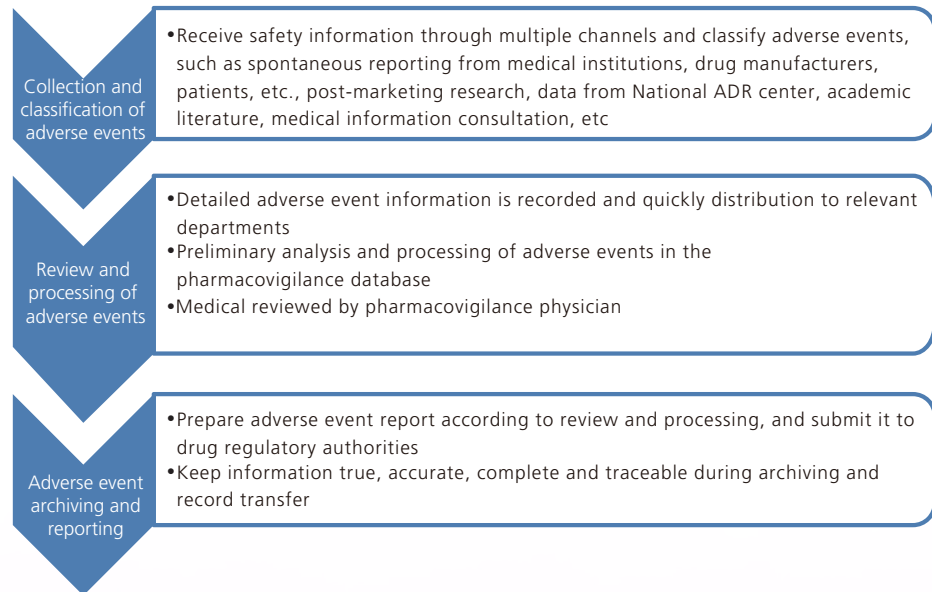 Collection and
classification of
adverse events
•Receive safety information through multiple channels and classify adverse events,
such as spontaneous reporting from medical institutions, drug manufacturers,
patients, etc., post-marketing research, data from National ADR center, academic
literature, medical information consultation, etc
Review and
processing of
adverse events
•Detailed adverse event information is recorded and quickly distribution to relevant
departments
•Preliminary analysis and processing of adverse events in the
pharmacovigilance database
•Medical reviewed by pharmacovigilance physician
Adverse event
archiving and
reporting
•Prepare adverse event report according to review and processing, and submit it to
drug regulatory authorities
•Keep information true, accurate, complete and traceable during archiving and
record transfer